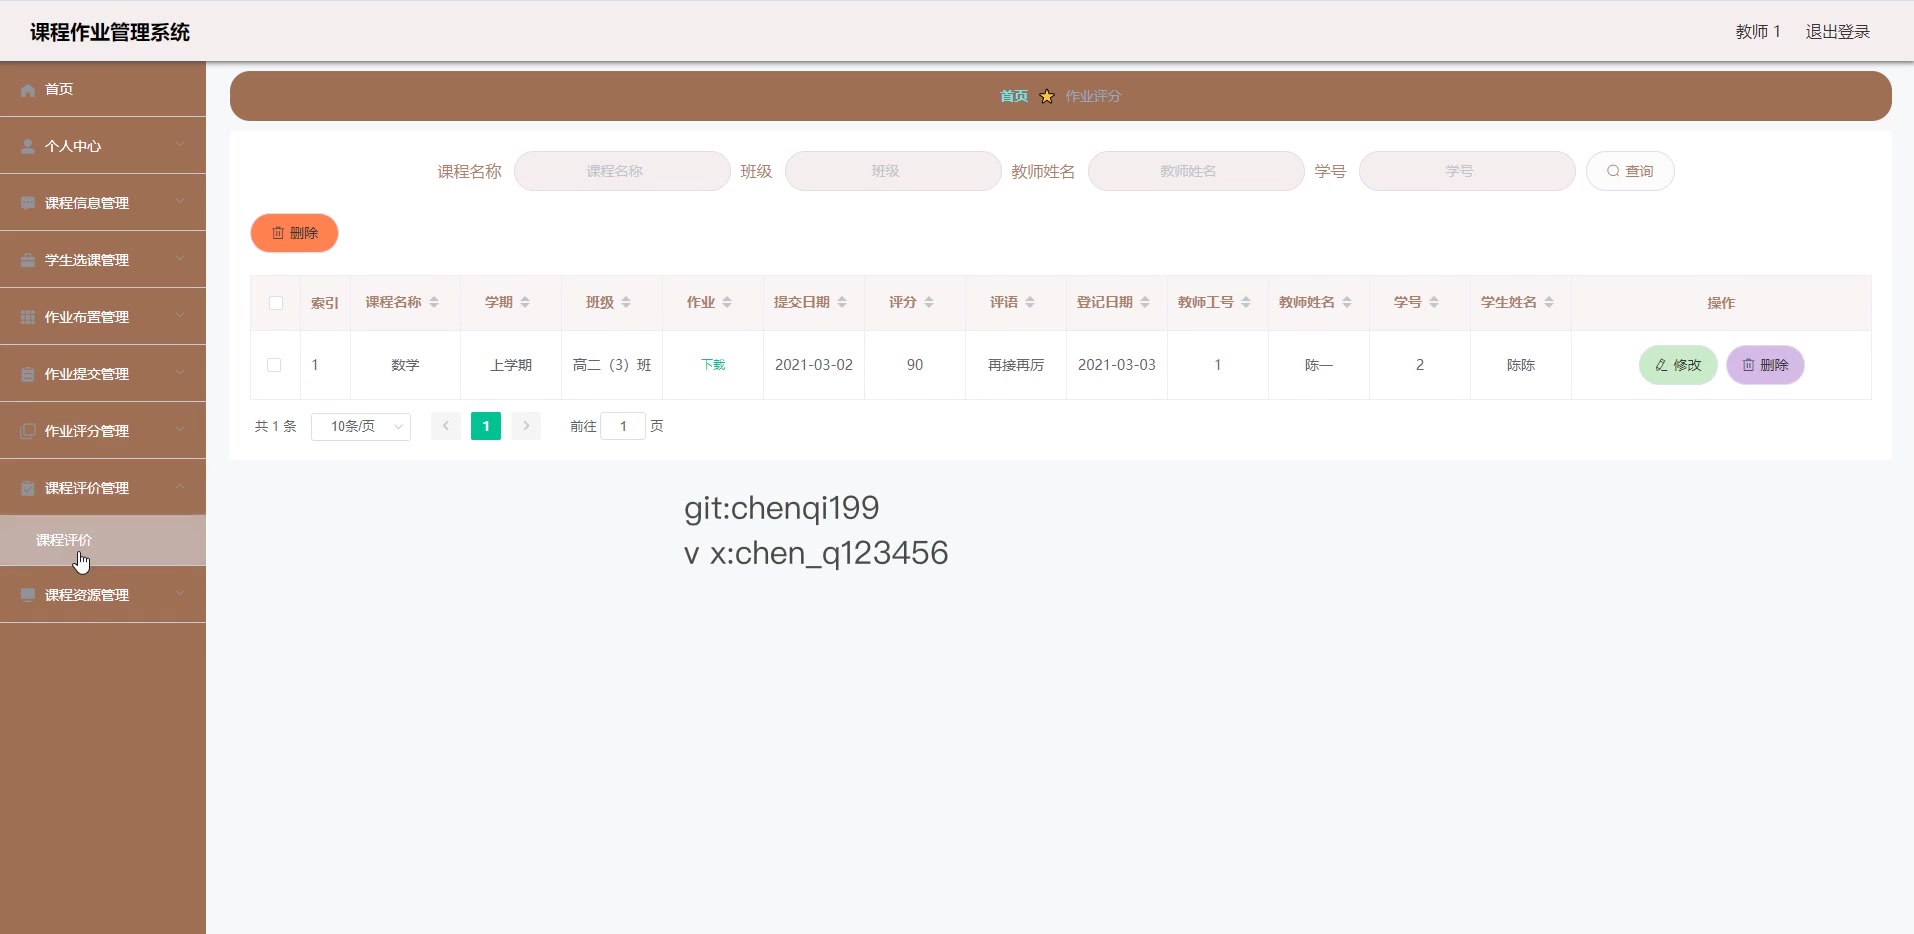 课程作业管理系统
教师 1 退出登录
首页
个人中心
课程信息管理
学生选课管理
作业布置管理
作业提交管理
作业评分管理
课程评价管理
课程评价
课程资源管理
首页 作业评分
课程名称 课程名称 班级 班级 教师姓名 教师姓名 学号 学号 查询
删除
索引 课程名称 学期 班级 作业 提交日期 评分 评语 登记日期 教师工号 教师姓名 学号 学生姓名 操作
1 数学 上学期 高二（3）班 下载 2021-03-02 90 再接再厉 2021-03-03 1 陈一 2 陈陈 修改 删除
共 1 条 10条/页 1 前往 1 页
git:chenqi199
v x:chen_q123456